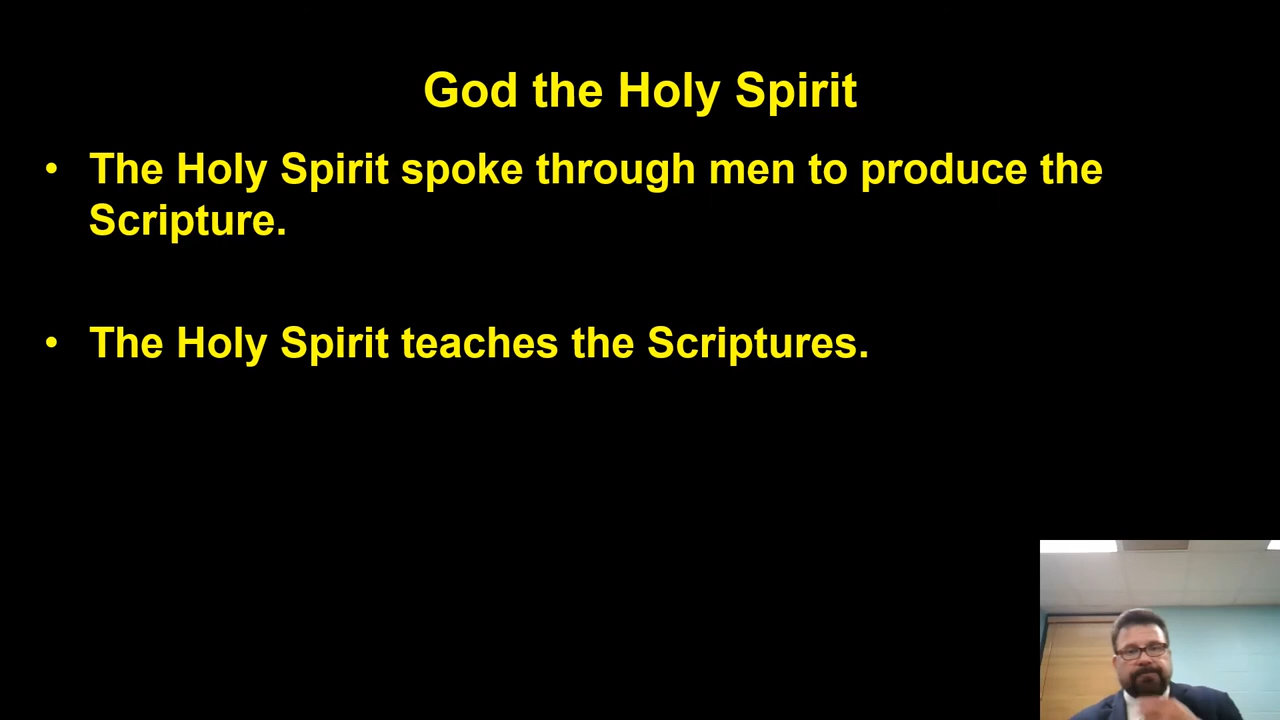 God the Holy Spirit
• The Holy Spirit spoke through men to produce the
Scripture.
• The Holy Spirit teaches the Scriptures.